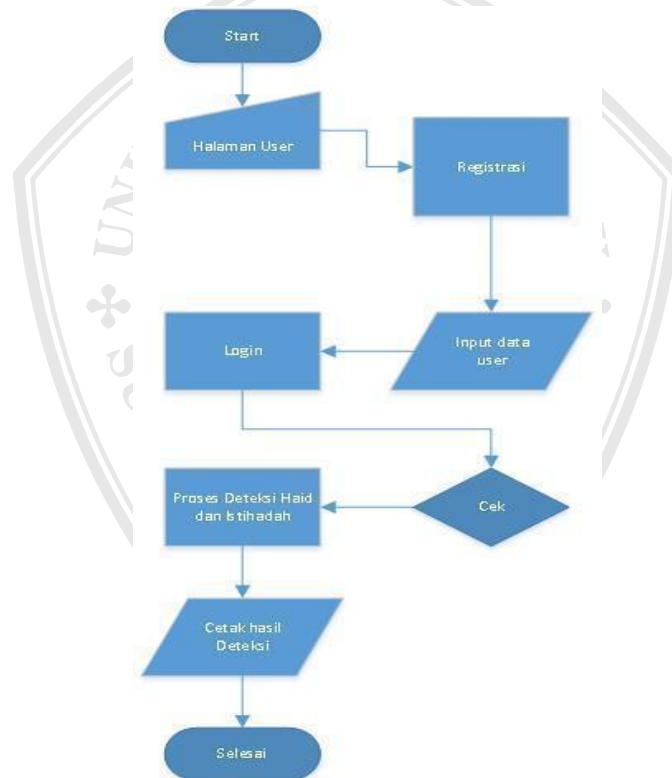 Start
Halaman User
Registrasi
Input data
user
Login
Cek
Proses Deteksi Haid
dan Istihadah
Cetak hasil
Deteksi
Selesai